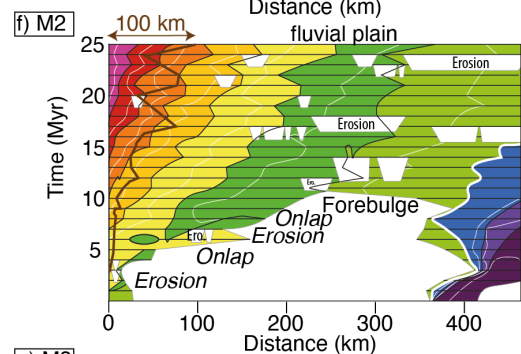 Distance (km)
f) M2
100 km
fluvial plain
25
20
15
10
5
Time (Myr)
Erosion
Erosion
Ero.
Forebulge
Onlap
Ero.
Erosion
Onlap
Erosion
0
100
200
300
400
Distance (km)